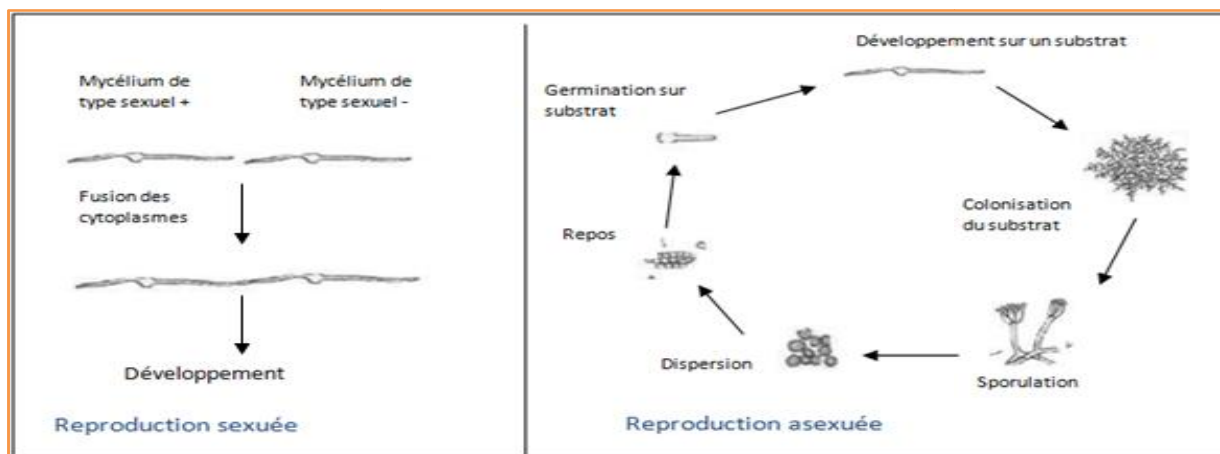 Mycélium de
type sexuel +
Mycélium de
type sexuel -
Fusion des
cytoplasmes
Développement
Reproduction sexuée
Développement sur un substrat
Germination sur
substrat
Colonisation
du substrat
Repos
Dispersion
Sporulation
Reproduction asexuée